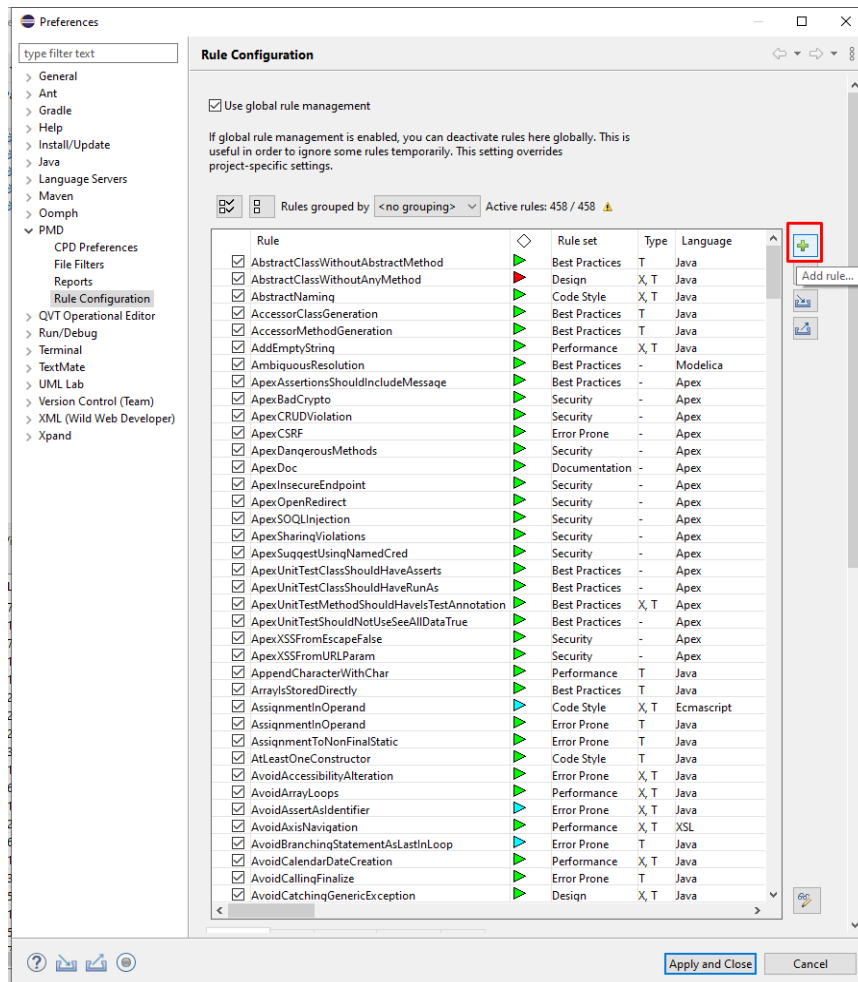 Preferences
type filter text
Rule Configuration
General
Ant
Gradle
Help
Install/Update
Java
Language Servers
Maven
Oomph
PMD
CPD Preferences
File Filters
Reports
Rule Configuration
QVT Operational Editor
Run/Debug
Terminal
TextMate
UML Lab
Version Control (Team)
XML (Wild Web Developer)
Xpand
Use global rule management
If global rule management is enabled, you can deactivate rules here globally. This is
useful in order to ignore some rules temporarily. This setting overrides
project-specific settings.
Rules grouped by <no grouping> Active rules: 458 / 458
Rule Rule set Type Language
AbstractClassWithoutAbstractMethod Best Practices T Java
AbstractClassWithoutAnyMethod Design X, T Java
AbstractNaming Code Style X, T Java
AccessorClassGeneration Best Practices T Java
AccessorMethodGeneration Best Practices T Java
AddEmptyString Performance X, T Java
AmbiguousResolution Best Practices - Modelica
ApexAssertionsShouldIncludeMessage Best Practices - Apex
ApexBadCrypto Security - Apex
ApexCRUDViolation Security - Apex
ApexCSRF Error Prone - Apex
ApexDangerousMethods Security - Apex
ApexDoc Documentation - Apex
ApexInsecureEndpoint Security - Apex
ApexOpenRedirect Security - Apex
ApexSOQLInjection Security - Apex
ApexSharingViolations Security - Apex
ApexSuggestUsingNamedCred Security - Apex
ApexUnitTestClassShouldHaveAsserts Best Practices - Apex
ApexUnitTestClassShouldHaveRunAs Best Practices - Apex
ApexUnitTestMethodShouldHaveIsTestAnnotation Best Practices X, T Apex
ApexUnitTestShouldNotUseSeeAllDataTrue Best Practices - Apex
ApexXSSFromEscapeFalse Security - Apex
ApexXSSFromURLParam Security - Apex
AppendCharacterWithChar Performance T Java
ArrayIsStoredDirectly Best Practices T Java
AssignmentInOperand Code Style X, T Ecmascript
AssignmentInOperand Error Prone T Java
AssignmentToNonFinalStatic Error Prone T Java
AtLeastOneConstructor Code Style T Java
AvoidAccessibilityAlteration Error Prone X, T Java
AvoidArrayLoops Performance X, T Java
AvoidAssertAsIdentifier Error Prone X, T Java
AvoidAxisNavigation Performance X, T XSL
AvoidBranchingStatementAsLastInLoop Error Prone T Java
AvoidCalendarDateCreation Performance X, T Java
AvoidCallingFinalize Error Prone T Java
AvoidCatchingGenericException Design X, T Java
Add rule...
Apply and Close
Cancel